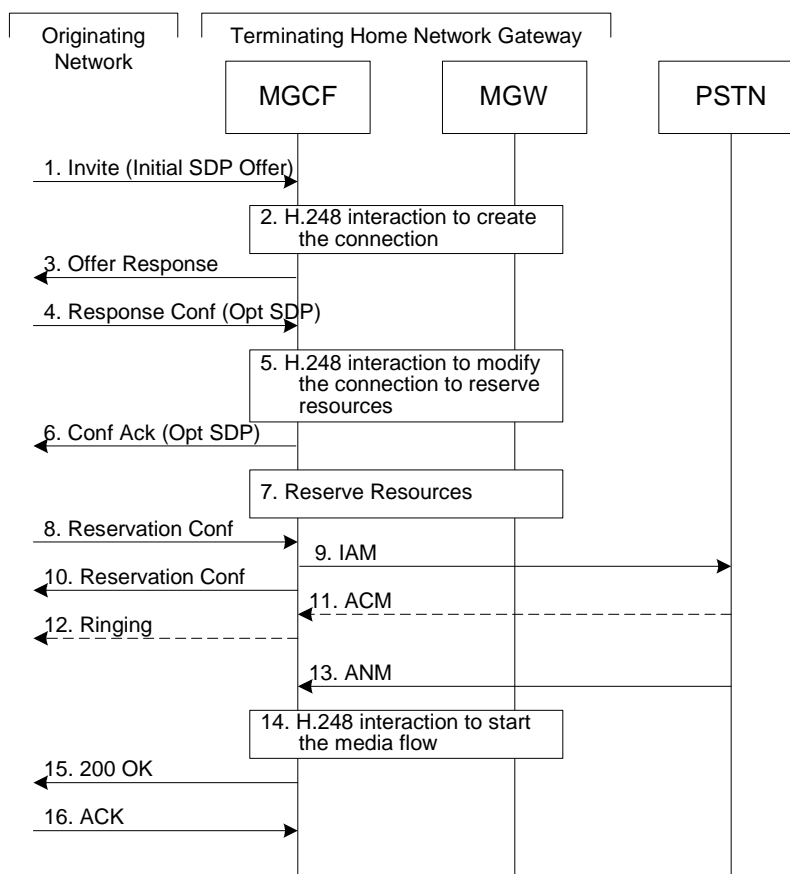 Originating
Network
Terminating Home Network Gateway
MGCF
MGW
PSTN
1. Invite (Initial SDP Offer)
2. H.248 interaction to create
the connection
3. Offer Response
4. Response Conf (Opt SDP)
5. H.248 interaction to modify
the connection to reserve
resources
6. Conf Ack (Opt SDP)
7. Reserve Resources
8. Reservation Conf
9. IAM
10. Reservation Conf
11. ACM
12. Ringing
13. ANM
14. H.248 interaction to start
the media flow
15. 200 OK
16. ACK